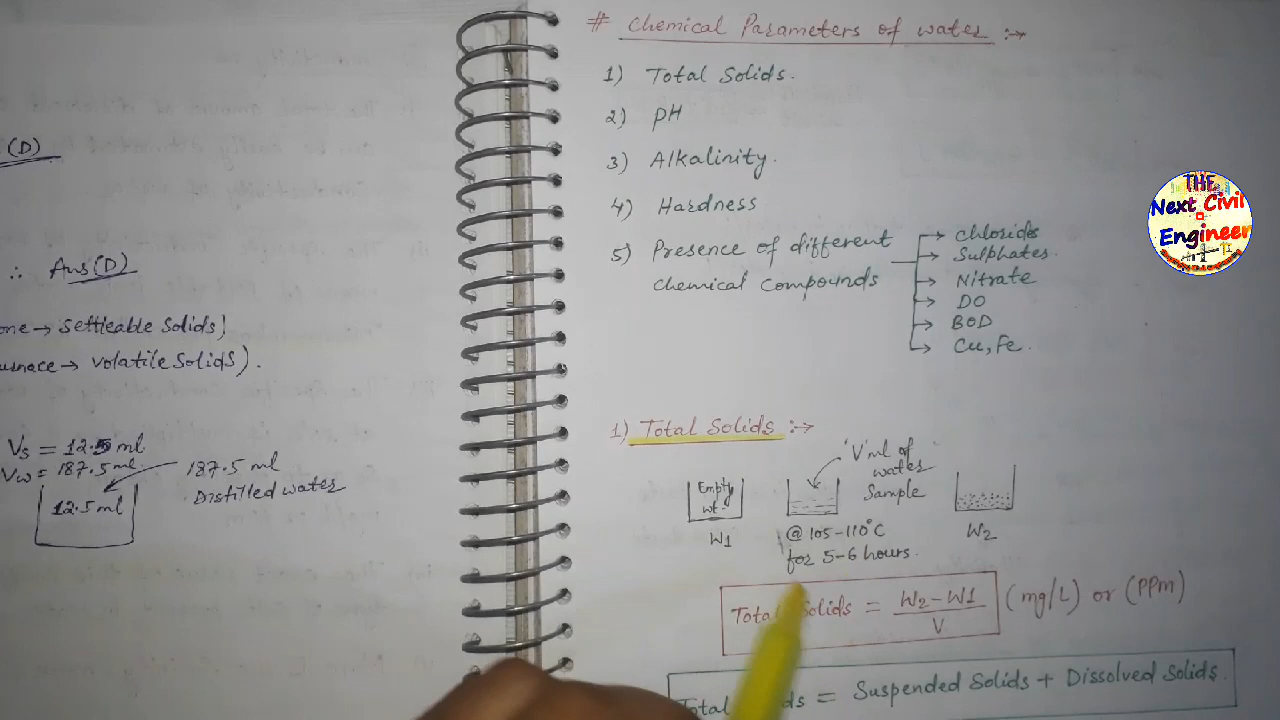 (D)
∴ Ans(D)
one → Settleable Solids)
urnace → Volatile Solids).
Vs = 12.5 ml
Vw = 187.5 ml
187.5 ml
Distilled water
12.5 ml
# Chemical Parameters of water :→
1) Total Solids.
2) PH
3) Alkalinity.
4) Hardness
5) Presence of different
chemical compounds
→ chlorides
→ Sulphates.
→ Nitrate
→ DO
→ BOD
→ Cu, Fe.
1) Total Solids :→
Empty
wt.
W1
'V' ml of
water
Sample
@ 105-110°C
for 5-6 hours.
W2
Total Solids = W2-W1 / V (mg/L) or (PPm)
= Suspended Solids + Dissolved Solids.
THE
Next Civil
Engineer